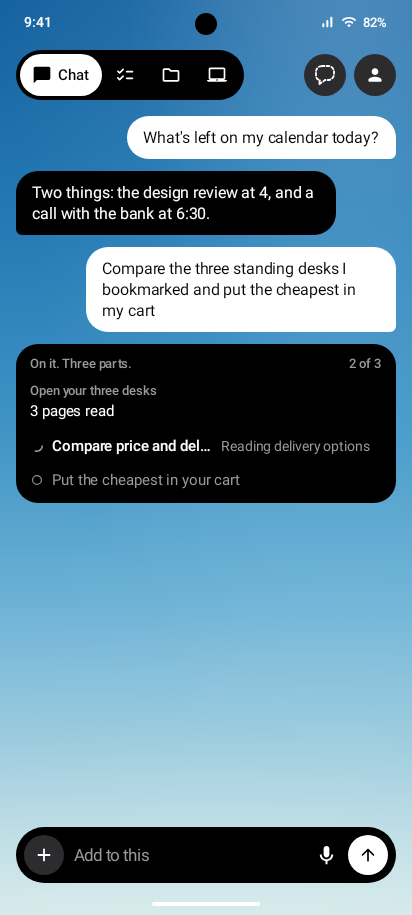 9:41
82%
Chat
What's left on my calendar today?
Two things: the design review at 4, and a
call with the bank at 6:30.
Compare the three standing desks I
bookmarked and put the cheapest in
my cart
On it. Three parts.
2 of 3
Open your three desks
3 pages read
Compare price and del... Reading delivery options
Put the cheapest in your cart
Add to this